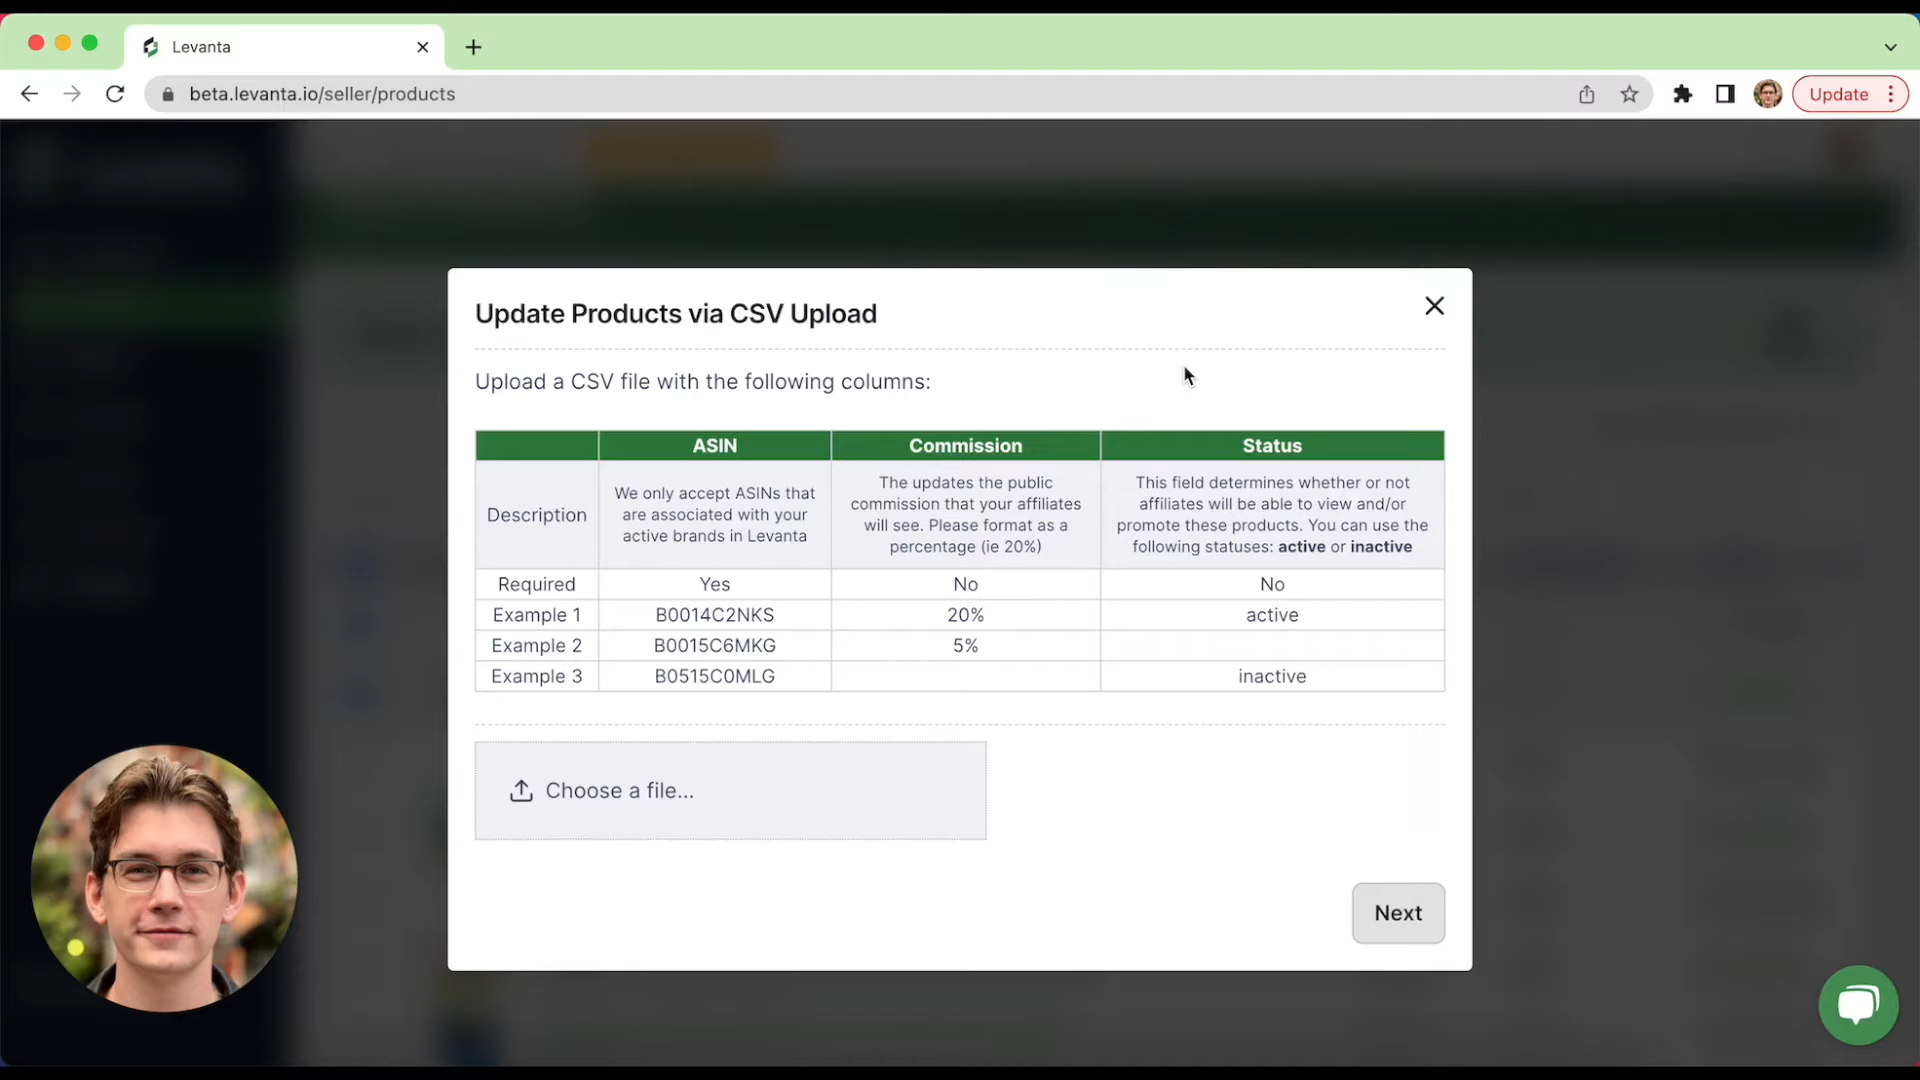 Levanta
beta.levanta.io/seller/products
Update
Update Products via CSV Upload
Upload a CSV file with the following columns:
ASIN Commission Status
Description
We only accept ASINs that
are associated with your
active brands in Levanta
The updates the public
commission that your affiliates
will see. Please format as a
percentage (ie 20%)
This field determines whether or not
affiliates will be able to view and/or
promote these products. You can use the
following statuses: active or inactive
Required Yes No No
Example 1 B0014C2NKS 20% active
Example 2 B0015C6MKG 5%
Example 3 B0515C0MLG inactive
Choose a file...
Next